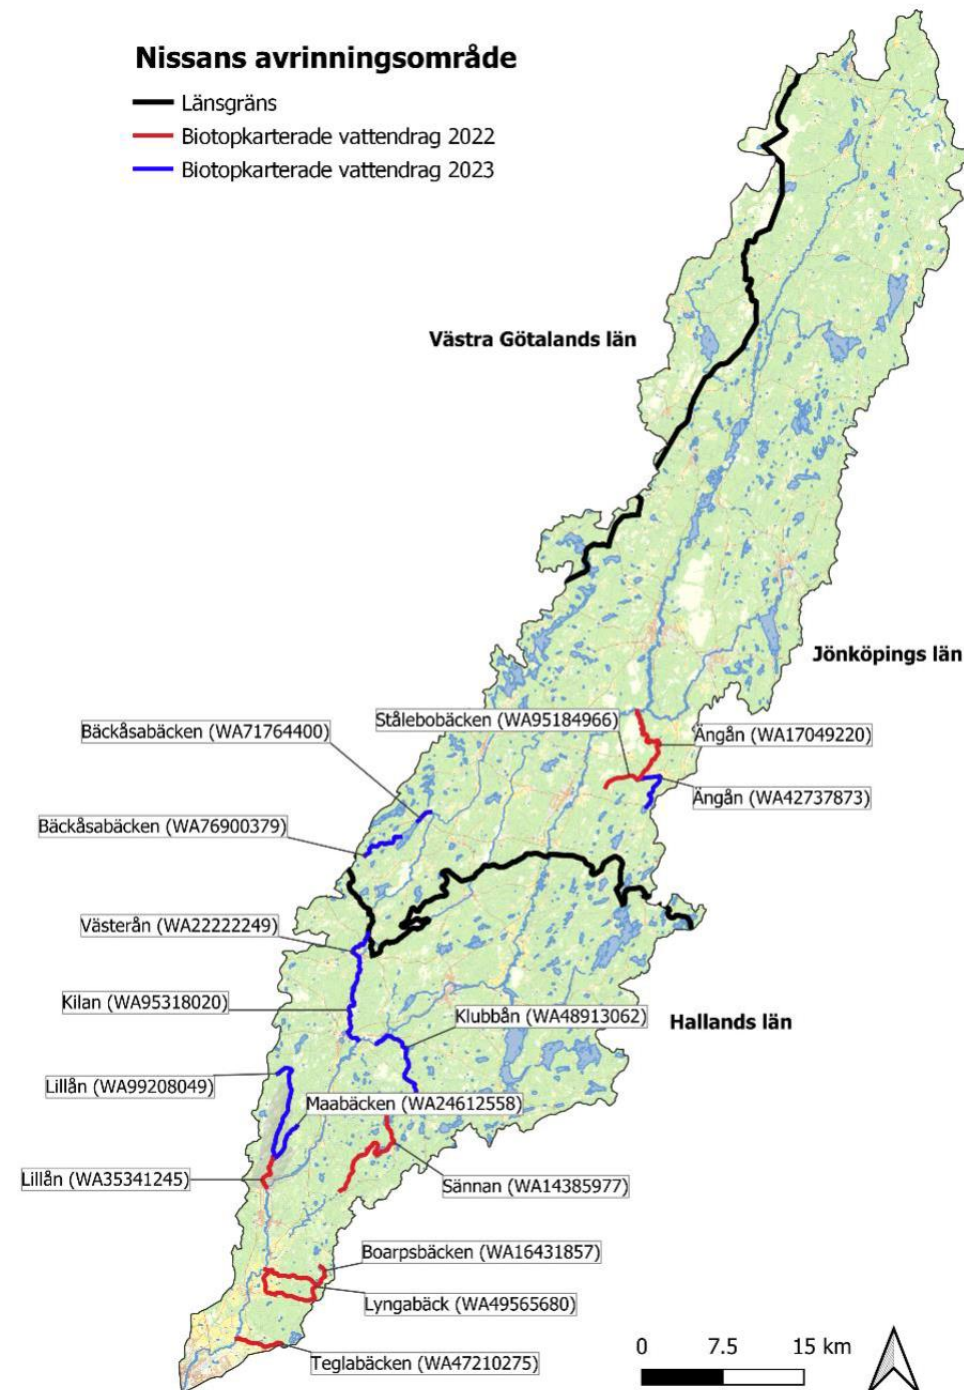 Nissans avrinningsområde
Länsgräns
Biotopkarterade vattendrag 2022
Biotopkarterade vattendrag 2023
Västra Götalands län
Jönköpings län
Stålebobäcken (WA95184966)
Bäckåsabäcken (WA71764400)
Ängån (WA17049220)
Ängån (WA42737873)
Bäckåsabäcken (WA76900379)
Västerån (WA22222249)
Kilan (WA95318020)
Klubbån (WA48913062)
Hallands län
Lillån (WA99208049)
Maabäcken (WA24612558)
Lillån (WA35341245)
Sännan (WA14385977)
Boarpsbäcken (WA16431857)
Lyngabäck (WA49565680)
Teglabäcken (WA47210275)
0 7.5 15 km